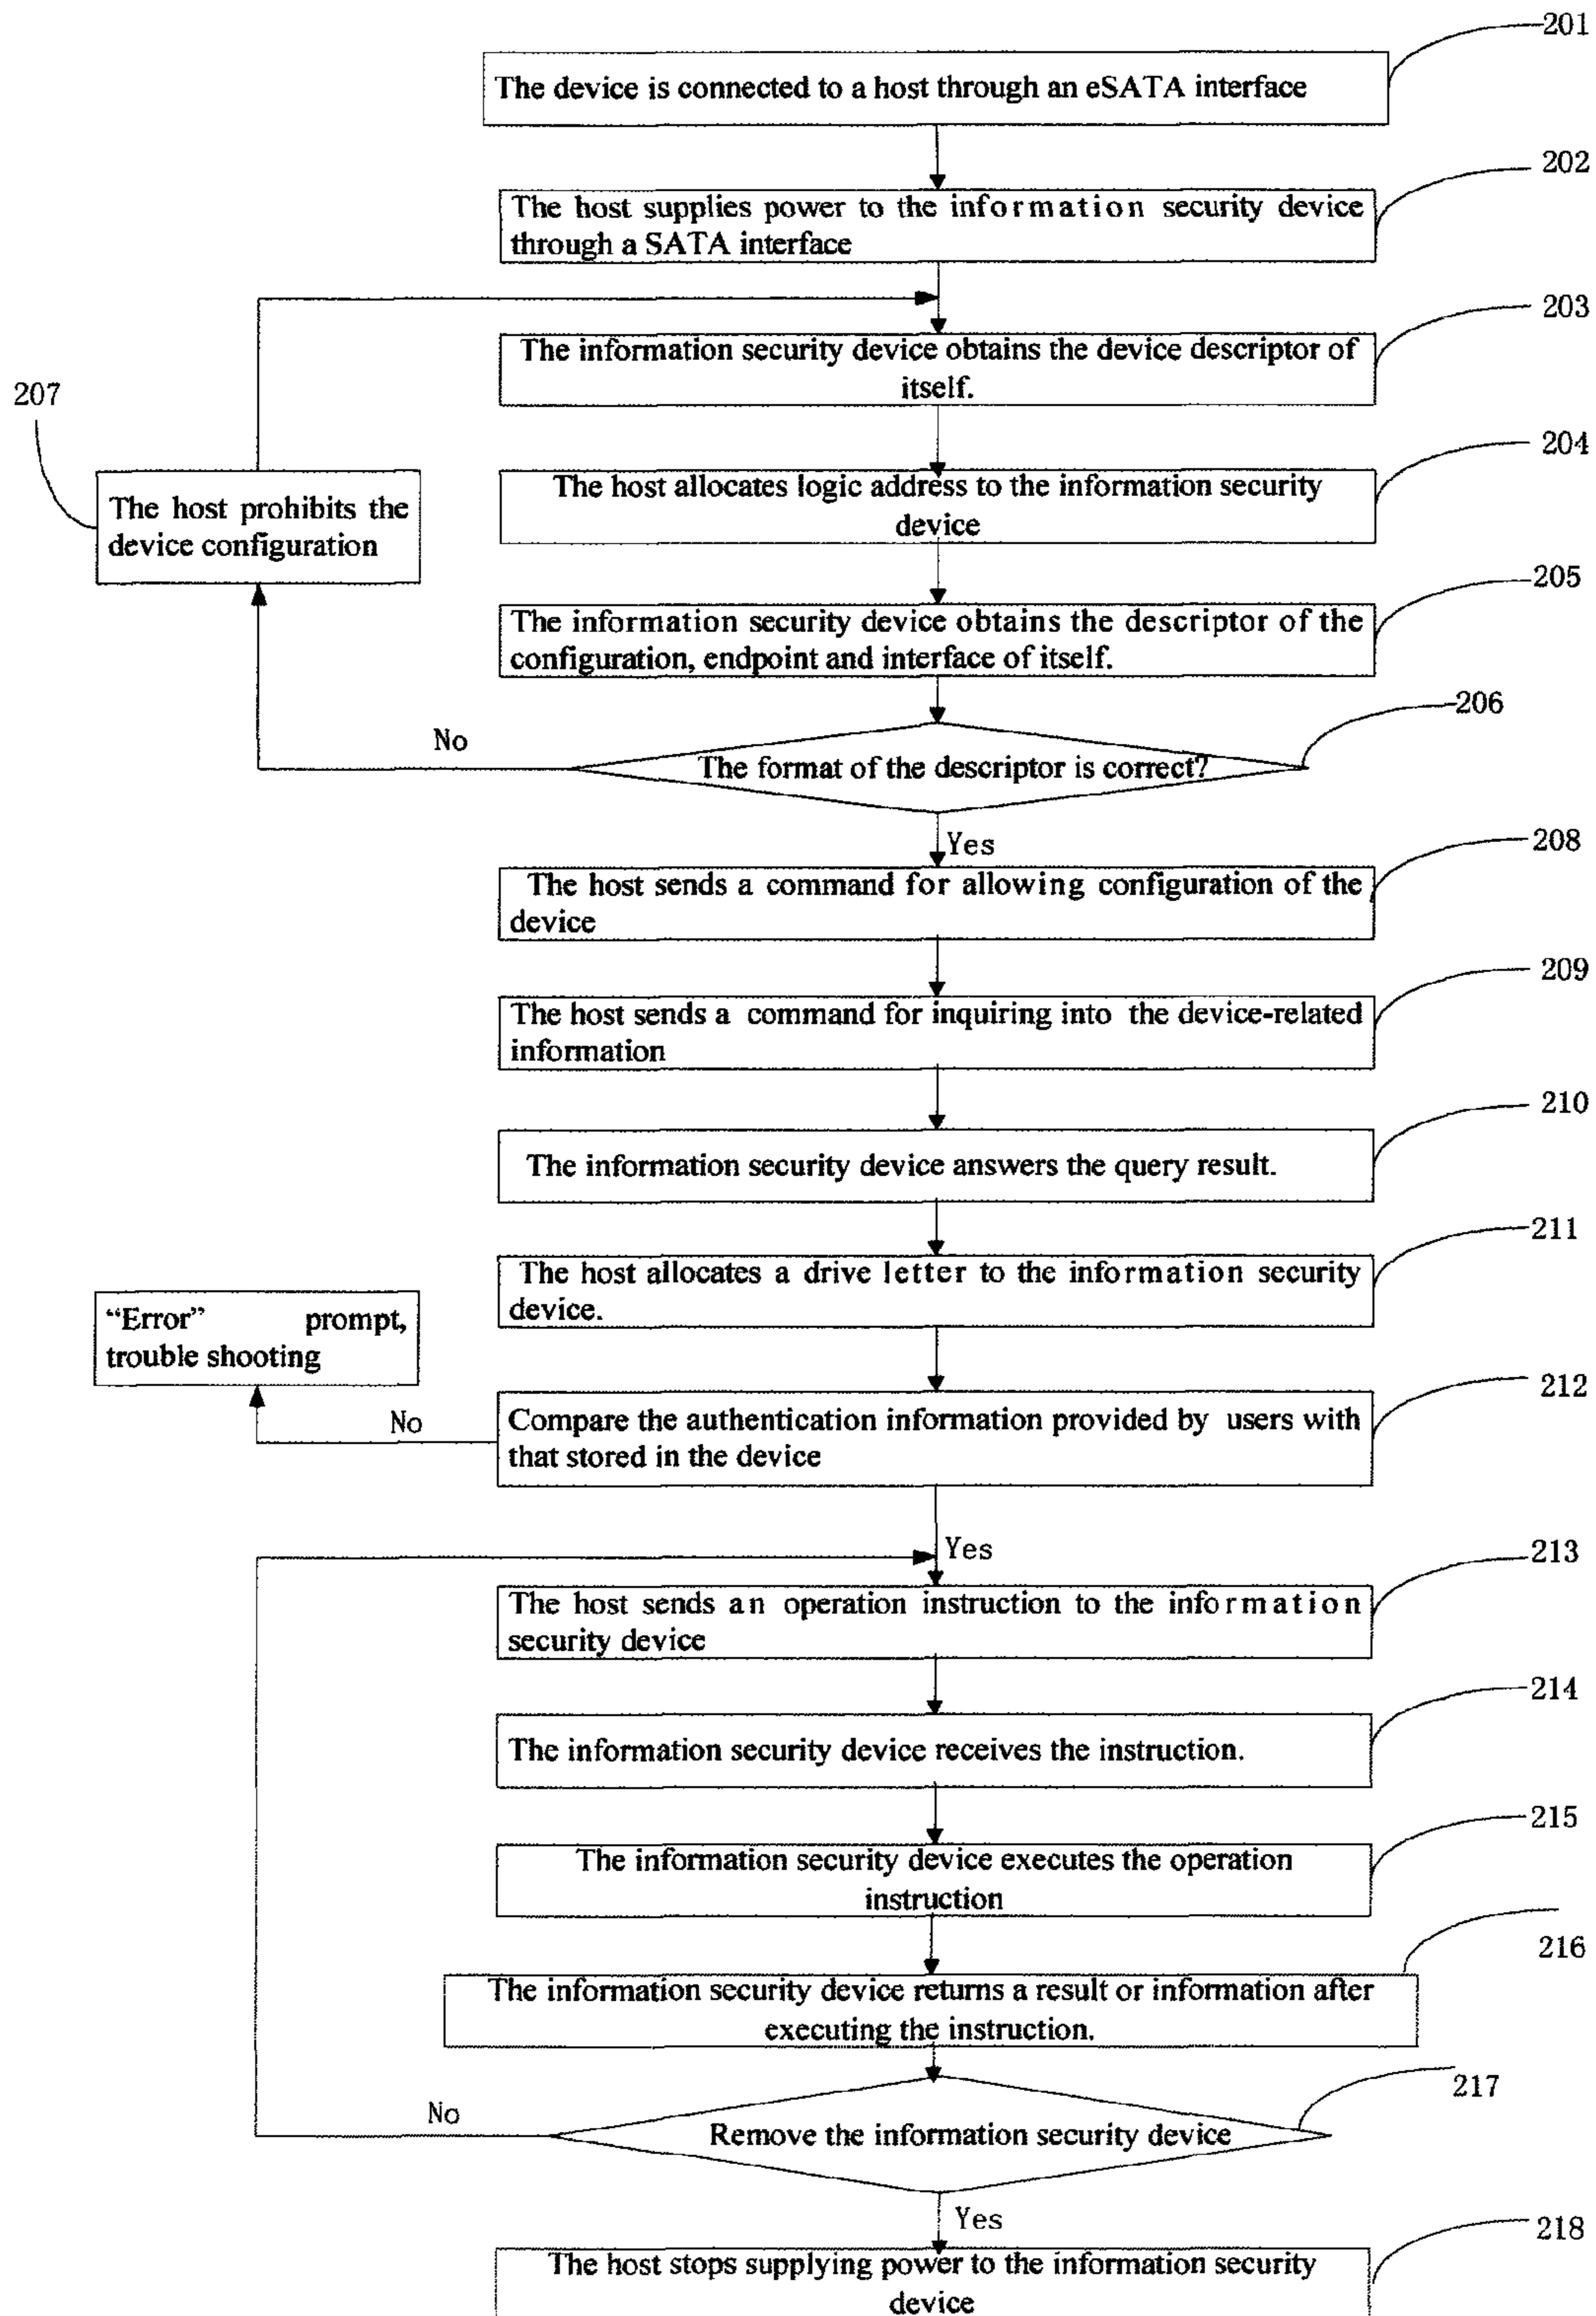 201
The device is connected to a host through an eSATA interface
202
The host supplies power to the information security device
through a SATA interface
203
The information security device obtains the device descriptor of
itself.
207
The host prohibits the
device configuration
204
The host allocates logic address to the information security
device
205
The information security device obtains the descriptor of the
configuration, endpoint and interface of itself.
206
No
The format of the descriptor is correct?
Yes
208
The host sends a command for allowing configuration of the
device
209
The host sends a command for inquiring into the device-related
information
210
The information security device answers the query result.
211
The host allocates a drive letter to the information security
device.
“Error” prompt,
trouble shooting
212
No
Compare the authentication information provided by users with
that stored in the device
Yes
213
The host sends an operation instruction to the information
security device
214
The information security device receives the instruction.
215
The information security device executes the operation
instruction
216
The information security device returns a result or information after
executing the instruction.
217
No
Remove the information security device
Yes
218
The host stops supplying power to the information security
device